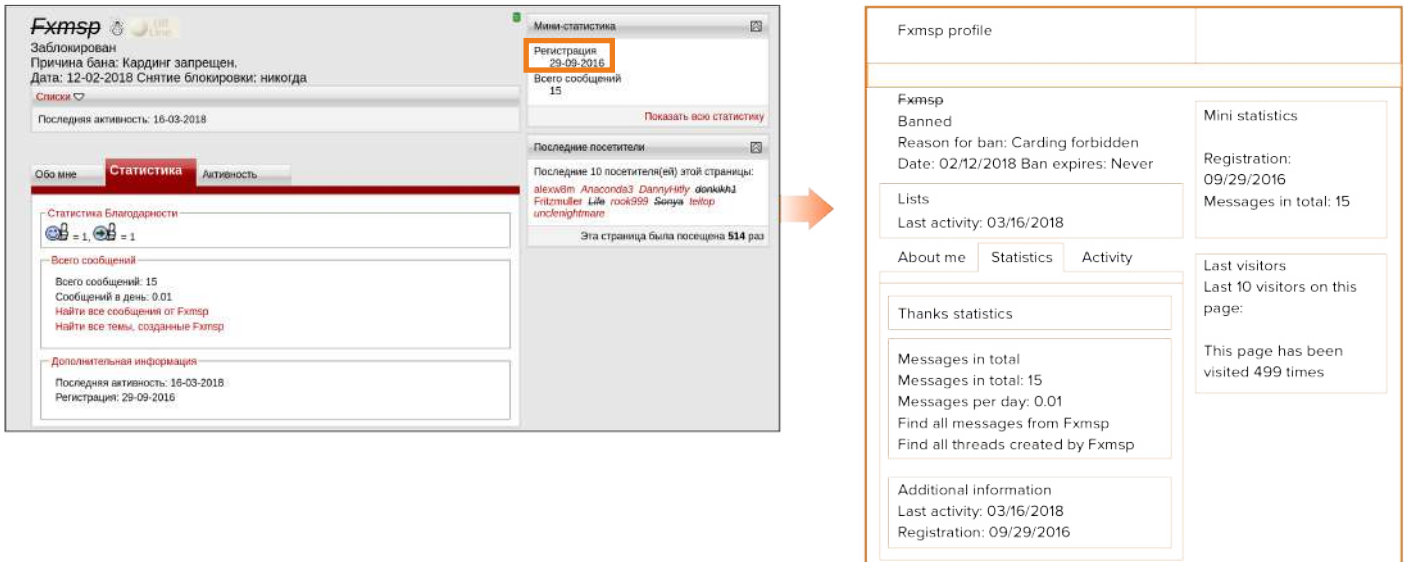 Fxmsp Off Line
Заблокирован
Причина бана: Кардинг запрещен.
Дата: 12-02-2018 Снятие блокировки: никогда
Списки
Последняя активность: 16-03-2018
Обо мне Статистика Активность
Статистика Благодарности
= 1, = 1
Всего сообщений
Всего сообщений: 15
Сообщений в день: 0.01
Найти все сообщения от Fxmsp
Найти все темы, созданные Fxmsp
Дополнительная информация
Последняя активность: 16-03-2018
Регистрация: 29-09-2016
Мини-статистика
Регистрация
29-09-2016
Всего сообщений
15
Показать всю статистику
Последние посетители
Последние 10 посетителя(ей) этой страницы:
alexw8m Anaconda3 DannyHitly donkikh1
Fritzmuller Life rook999 Sonya teitop
unclenightmare
Эта страница была посещена 514 раз
Fxmsp profile
Fxmsp
Banned
Reason for ban: Carding forbidden
Date: 02/12/2018 Ban expires: Never
Lists
Last activity: 03/16/2018
About me Statistics Activity
Thanks statistics
Messages in total
Messages in total: 15
Messages per day: 0.01
Find all messages from Fxmsp
Find all threads created by Fxmsp
Additional information
Last activity: 03/16/2018
Registration: 09/29/2016
Mini statistics
Registration:
09/29/2016
Messages in total: 15
Last visitors
Last 10 visitors on this
page:
This page has been
visited 499 times